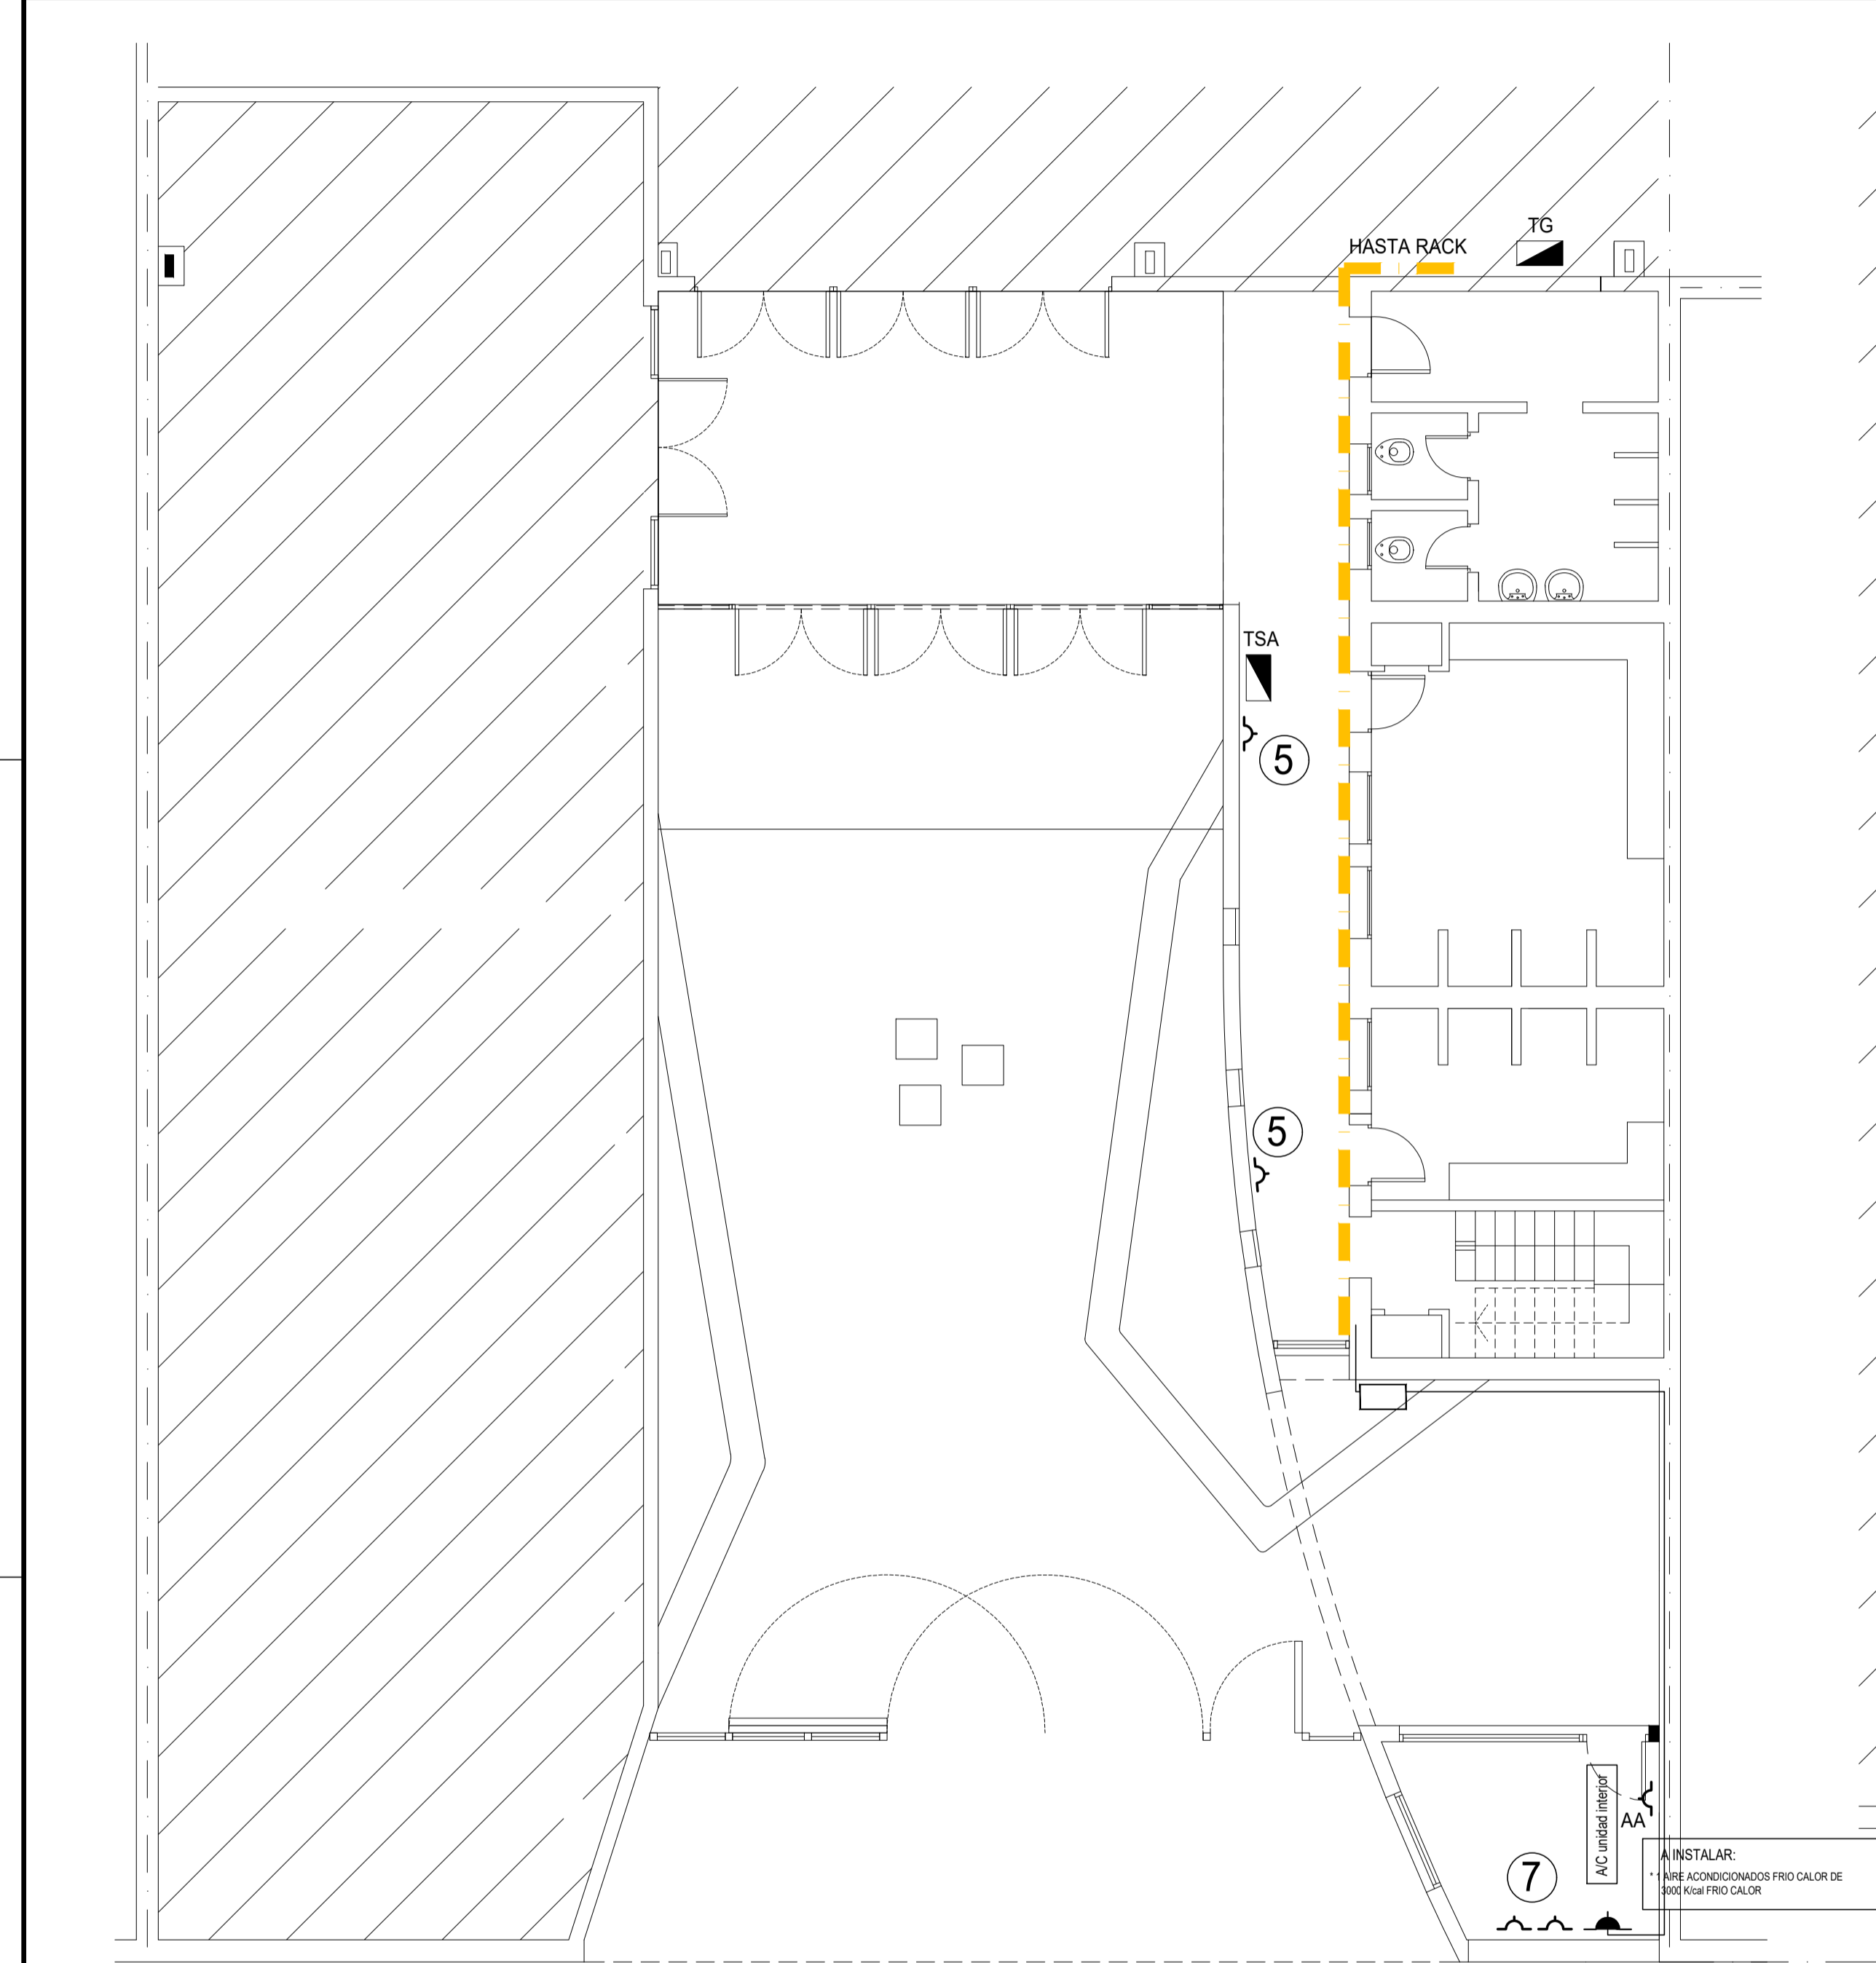 TG
HASTA RACK
TSA
5
5
A/C unidad interior
AA
7
A INSTALAR:
* 1 AIRE ACONDICIONADOS FRIO CALOR DE
3000 K/cal FRIO CALOR